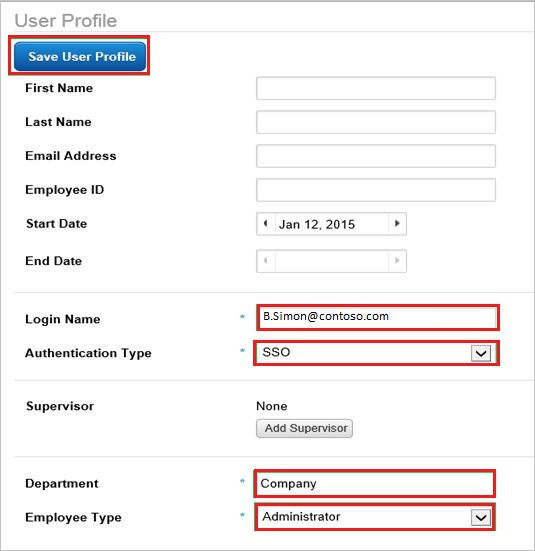 User Profile
Save User Profile
First Name
Last Name
Email Address
Employee ID
Start Date Jan 12, 2015
End Date
Login Name * B.Simon@contoso.com
Authentication Type * SSO
Supervisor None
Add Supervisor
Department * Company
Employee Type * Administrator